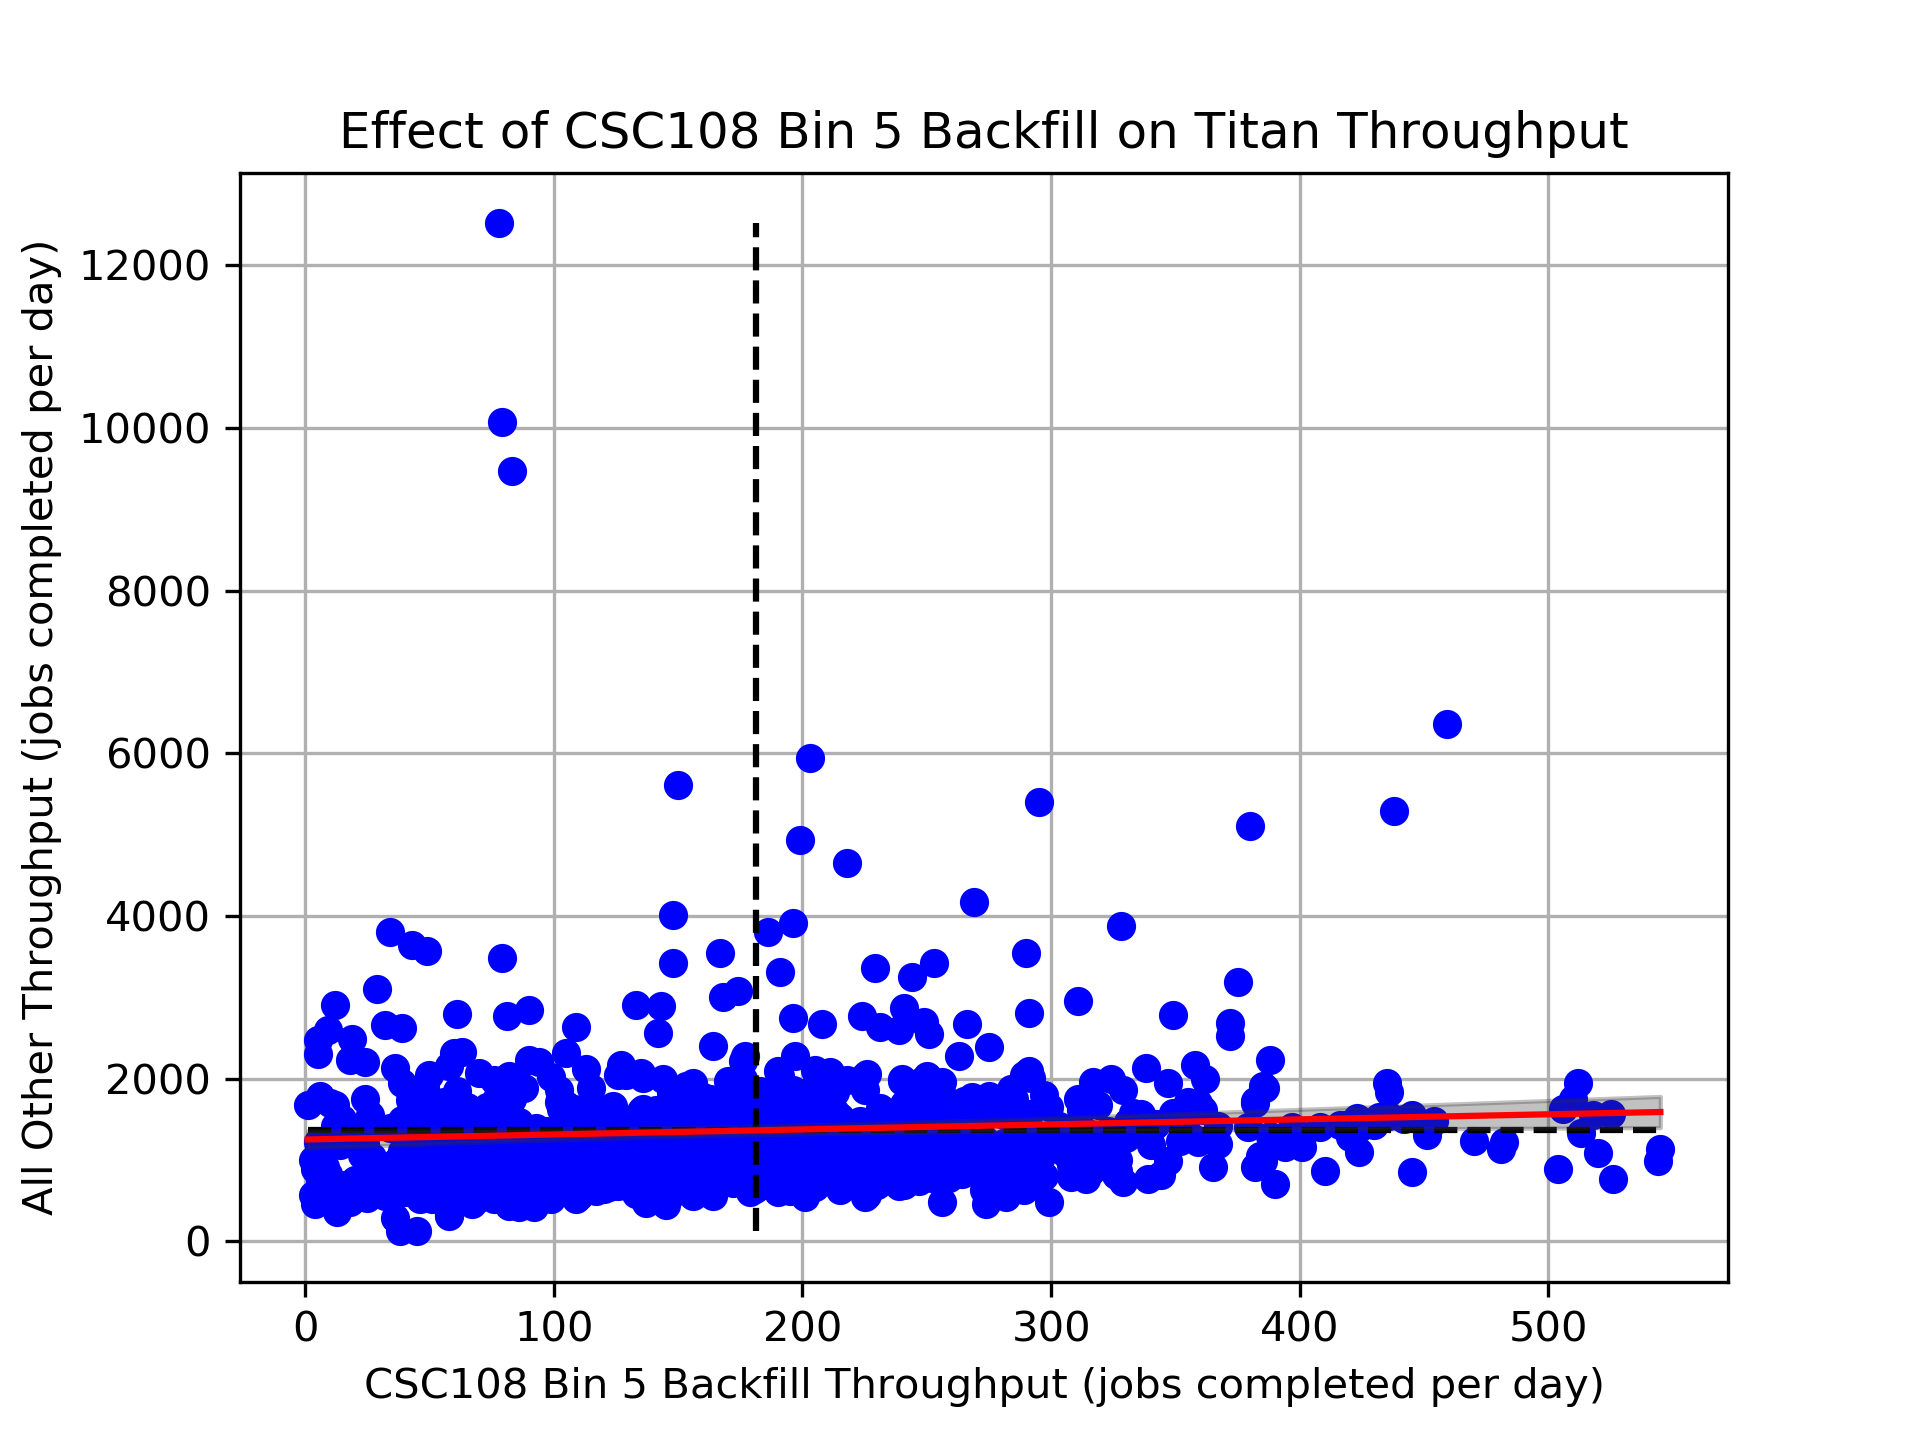 Effect of CSC108 Bin 5 Backfill on Titan Throughput
All Other Throughput (jobs completed per day)
12000
10000
8000
6000
4000
2000
0
0 100 200 300 400 500
CSC108 Bin 5 Backfill Throughput (jobs completed per day)